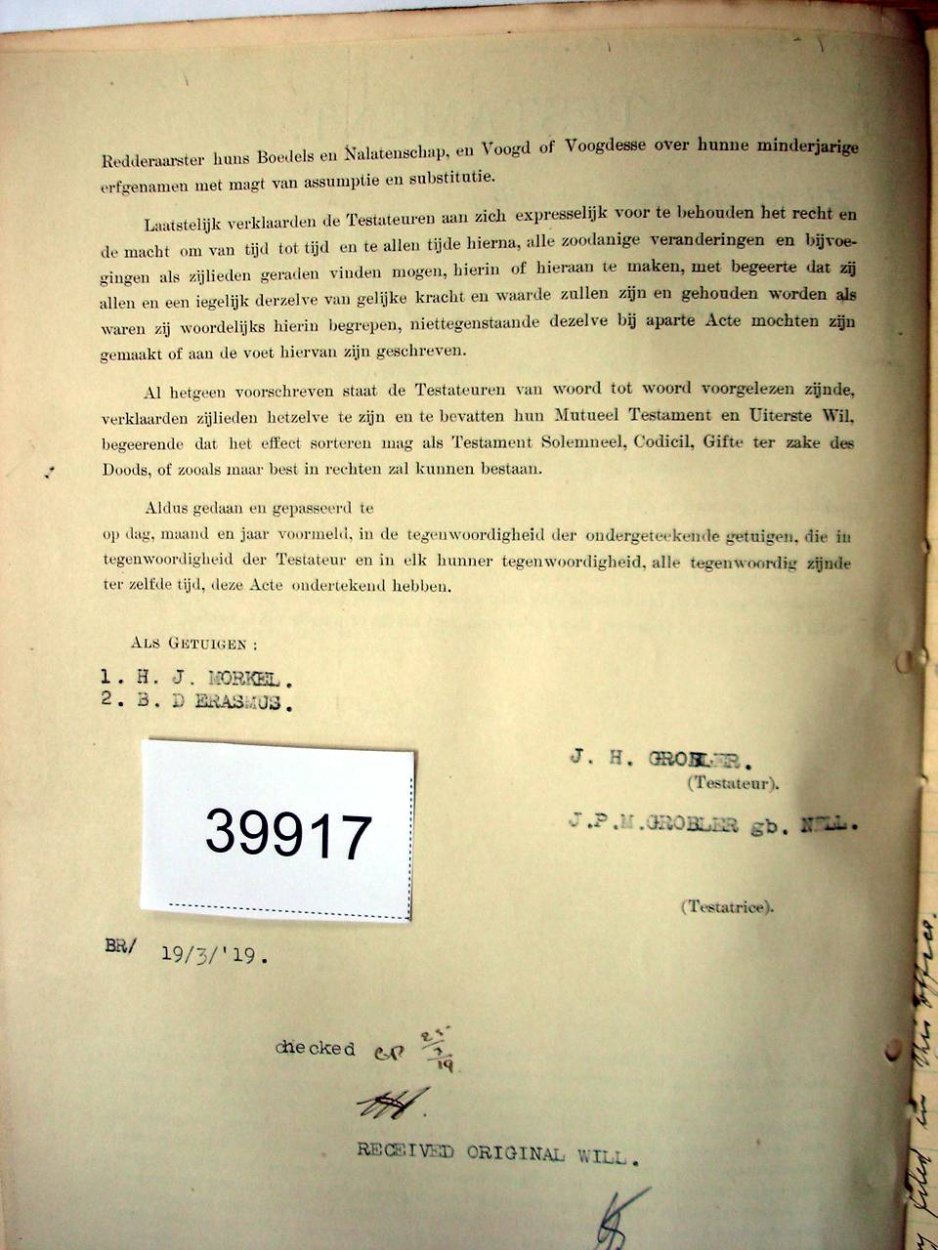 Redderaarster huns Boedels en Nalatenschap, en Voogd of Voogdesse over hunne minderjarige
erfgenamen met magt van assumptie en substitutie.
Laatstelijk verklaarden de Testateuren aan zich expresselijk voor te behouden het recht en
de macht om van tijd tot tijd en te allen tijde hierna, alle zoodanige veranderingen en bijvoe-
gingen als zijlieden geraden vinden mogen, hierin of hieraan te maken, met begeerte dat zij
allen en een iegelijk derzelve van gelijke kracht en waarde zullen zijn en gehouden worden als
waren zij woordelijks hierin begrepen, niettegenstaande dezelve bij aparte Acte mochten zijn
gemaakt of aan de voet hiervan zijn geschreven.
Al hetgeen voorschreven staat de Testateuren van woord tot woord voorgelezen zijnde,
verklaarden zijlieden hetzelve te zijn en te bevatten hun Mutueel Testament en Uiterste Wil,
begeerende dat het effect sorteren mag als Testament Solemneel, Codicil, Gifte ter zake des
Doods, of zooals maar best in rechten zal kunnen bestaan.
Aldus gedaan en gepasseerd te
op dag, maand en jaar voormeld, in de tegenwoordigheid der ondergeteekende getuigen, die in
tegenwoordigheid der Testateur en in elk hunner tegenwoordigheid, alle tegenwoordig zijnde
ter zelfde tijd, deze Acte ondertekend hebben.
ALS GETUIGEN :
1. H. J. MORKEL.
2. B. D ERASMUS.
J. H. GROBLER.
(Testateur).
J.P.M.GROBLER gb. NELL.
39917
(Testatrice).
BR/ 19/3/'19.
checked
RECEIVED ORIGINAL WILL.
filed in this office.